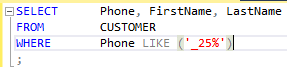 SELECT Phone, FirstName, LastName
FROM CUSTOMER
WHERE Phone LIKE ('_25%')
;